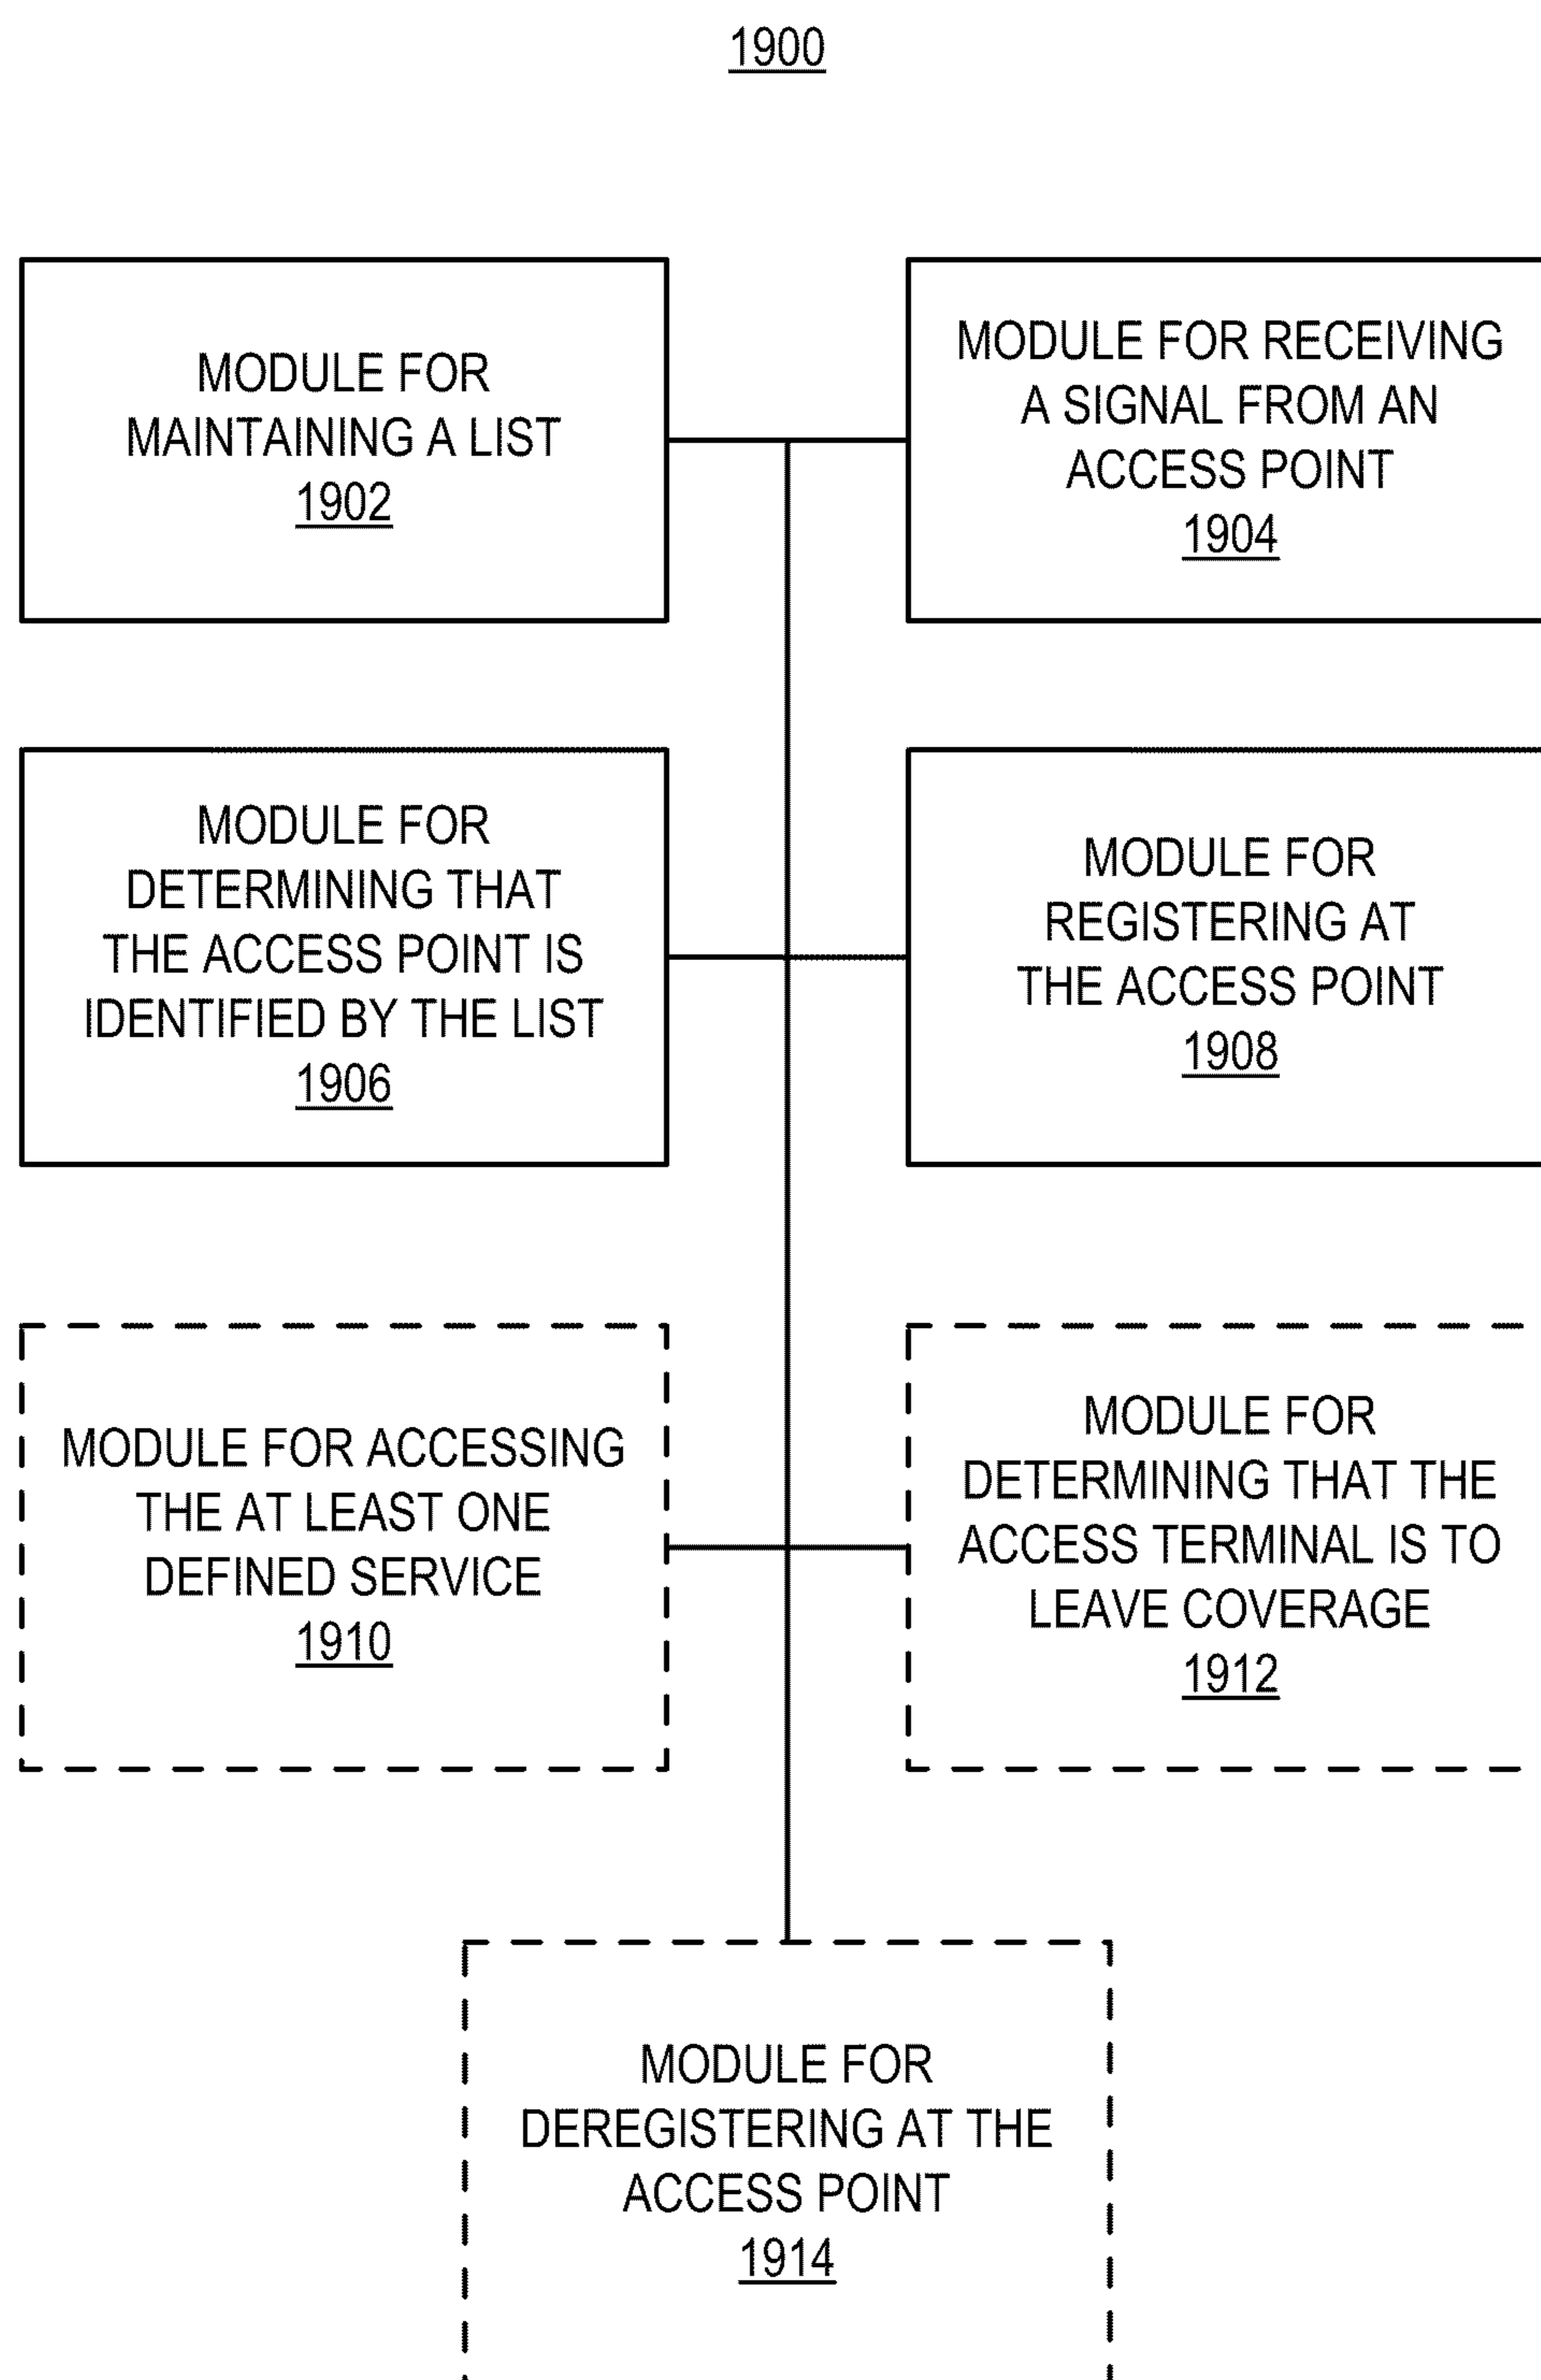 1900
MODULE FOR
MAINTAINING A LIST
1902
MODULE FOR RECEIVING
A SIGNAL FROM AN
ACCESS POINT
1904
MODULE FOR
DETERMINING THAT
THE ACCESS POINT IS
IDENTIFIED BY THE LIST
1906
MODULE FOR
REGISTERING AT
THE ACCESS POINT
1908
MODULE FOR ACCESSING
THE AT LEAST ONE
DEFINED SERVICE
1910
MODULE FOR
DETERMINING THAT THE
ACCESS TERMINAL IS TO
LEAVE COVERAGE
1912
MODULE FOR
DEREGISTERING AT THE
ACCESS POINT
1914